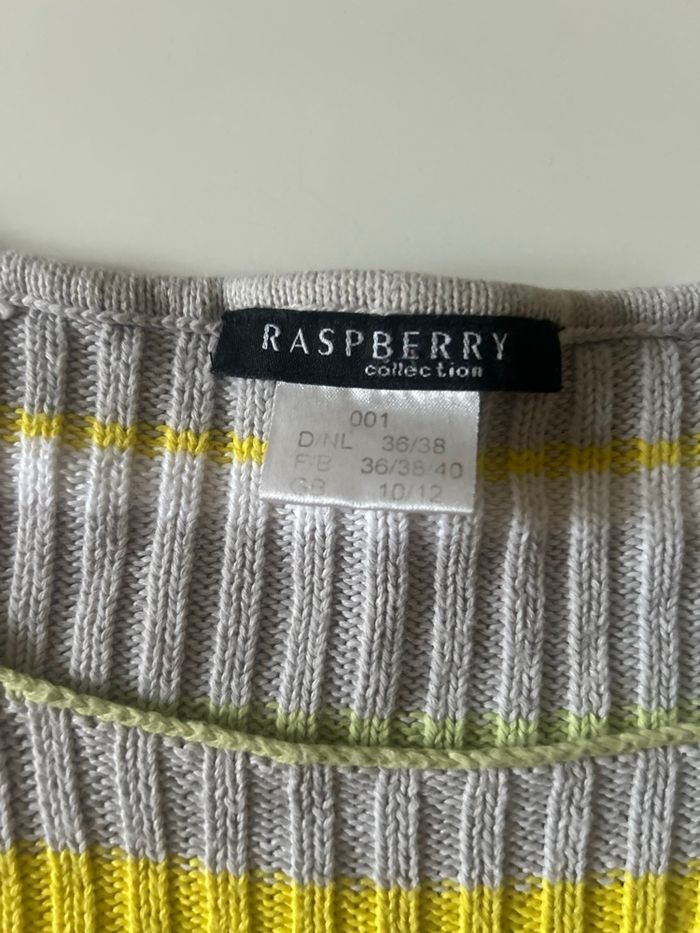 RASPBERRY
collection
001
D/NL 36/38
F/B 36/38/40
GB 10/12